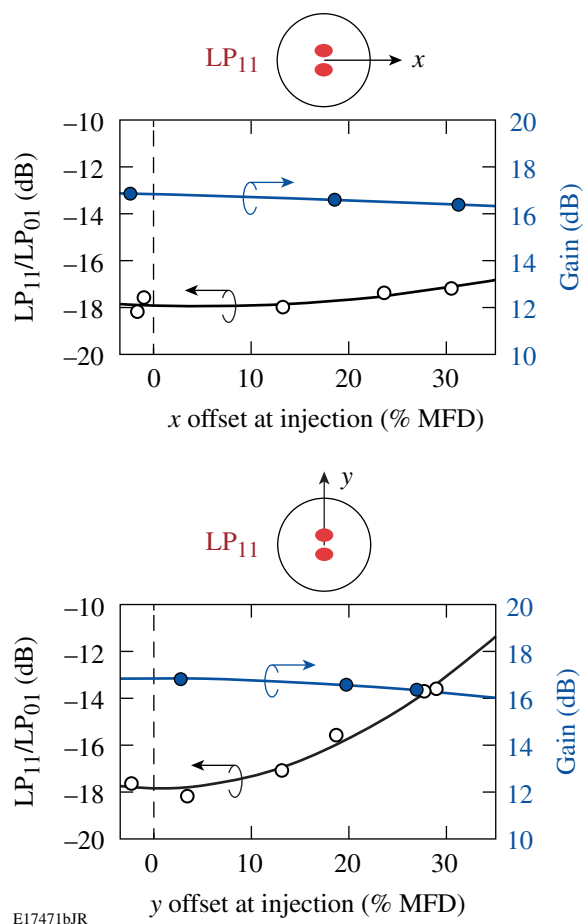 LP₁₁
x
LP₁₁/LP₀₁ (dB)
–10
–12
–14
–16
–18
–20
20
18
16
14
12
10
Gain (dB)
0
10
20
30
x offset at injection (% MFD)
y
LP₁₁
LP₁₁/LP₀₁ (dB)
–10
–12
–14
–16
–18
–20
20
18
16
14
12
10
Gain (dB)
0
10
20
30
y offset at injection (% MFD)
E17471bJR